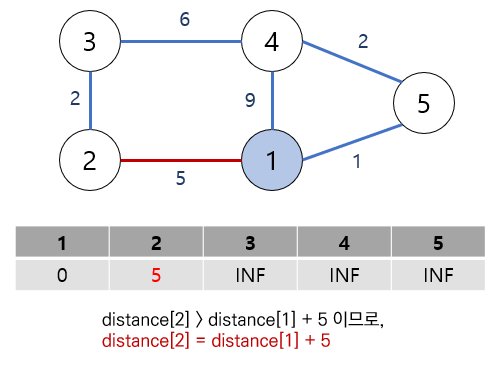 3
6
4
2
2
9
5
2
5
1
1
1 2 3 4 5
0 5 INF INF INF
distance[2] > distance[1] + 5 이므로,
distance[2] = distance[1] + 5